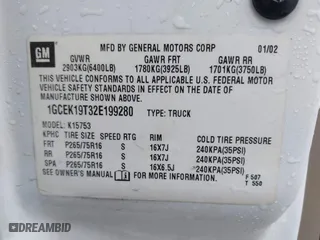 GM
MFD BY GENERAL MOTORS CORP 01/02
GVWR GAWR FRT GAWR RR
2903KG(6400LB) 1780KG(3925LB) 1701KG(3750LB)
THIS VEHICLE CONFORMS TO ALL APPLICABLE U.S. FEDERAL
MOTOR VEHICLE SAFETY STANDARDS IN EFFECT ON THE DATE OF
MANUFACTURE SHOWN ABOVE.
1GCEK19T32E199280 TYPE: TRUCK
MODEL: K15753
KPHC TIRE SIZE SPEED RTG RIM COLD TIRE PRESSURE
FRT P265/75R16 S 16X7J 240KPA(35PSI)
RR P265/75R16 S 16X7J 240KPA(35PSI)
SPA P265/75R16 S 16X6.5J 240KPA(35PSI)
SEE OWNER'S MANUAL FOR ADDITIONAL INFORMATION
F 507
T 550
DREAMBID